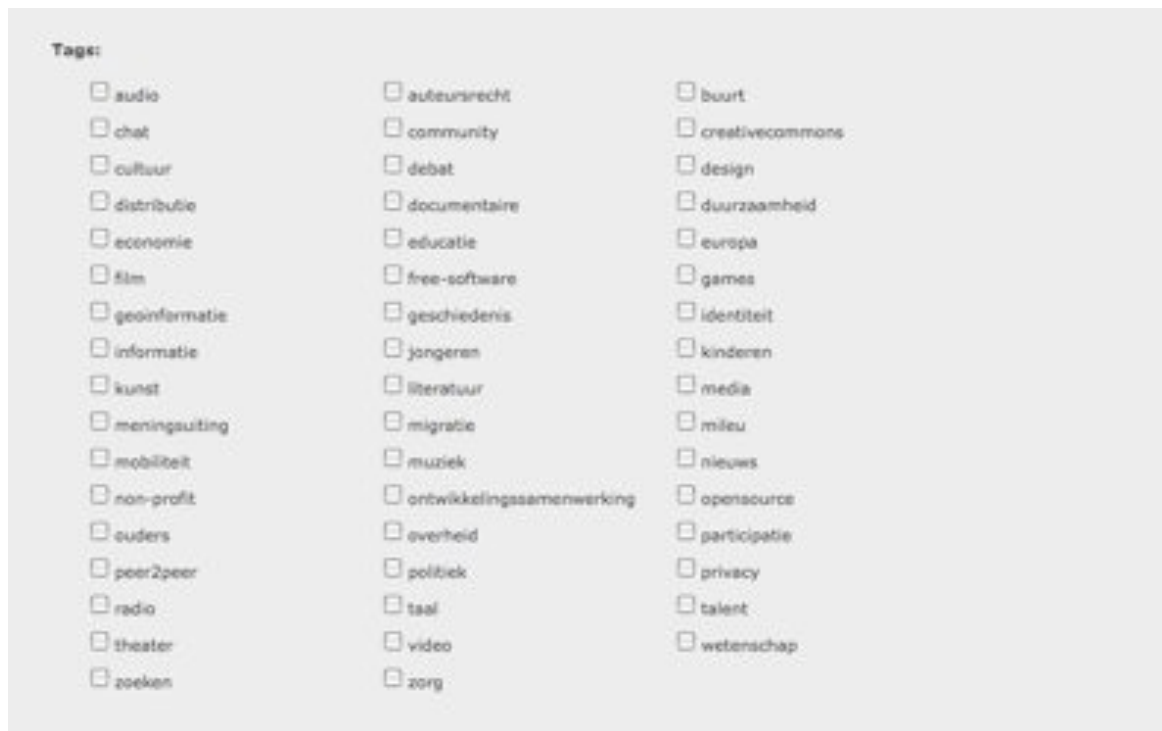 Tags:
audio auteursrecht buurt
chat community creativecommons
cultuur debat design
distributie documentaire duurzaamheid
economie educatie europa
film free-software games
geoinformatie geschiedenis identiteit
informatie jongeren kinderen
kunst literatuur media
meningsuiting migratie mileu
mobiliteit muziek nieuws
non-profit ontwikkelingssamenwerking opensource
ouders overheid participatie
peer2peer politiek privacy
radio taal talent
theater video wetenschap
zoeken zorg